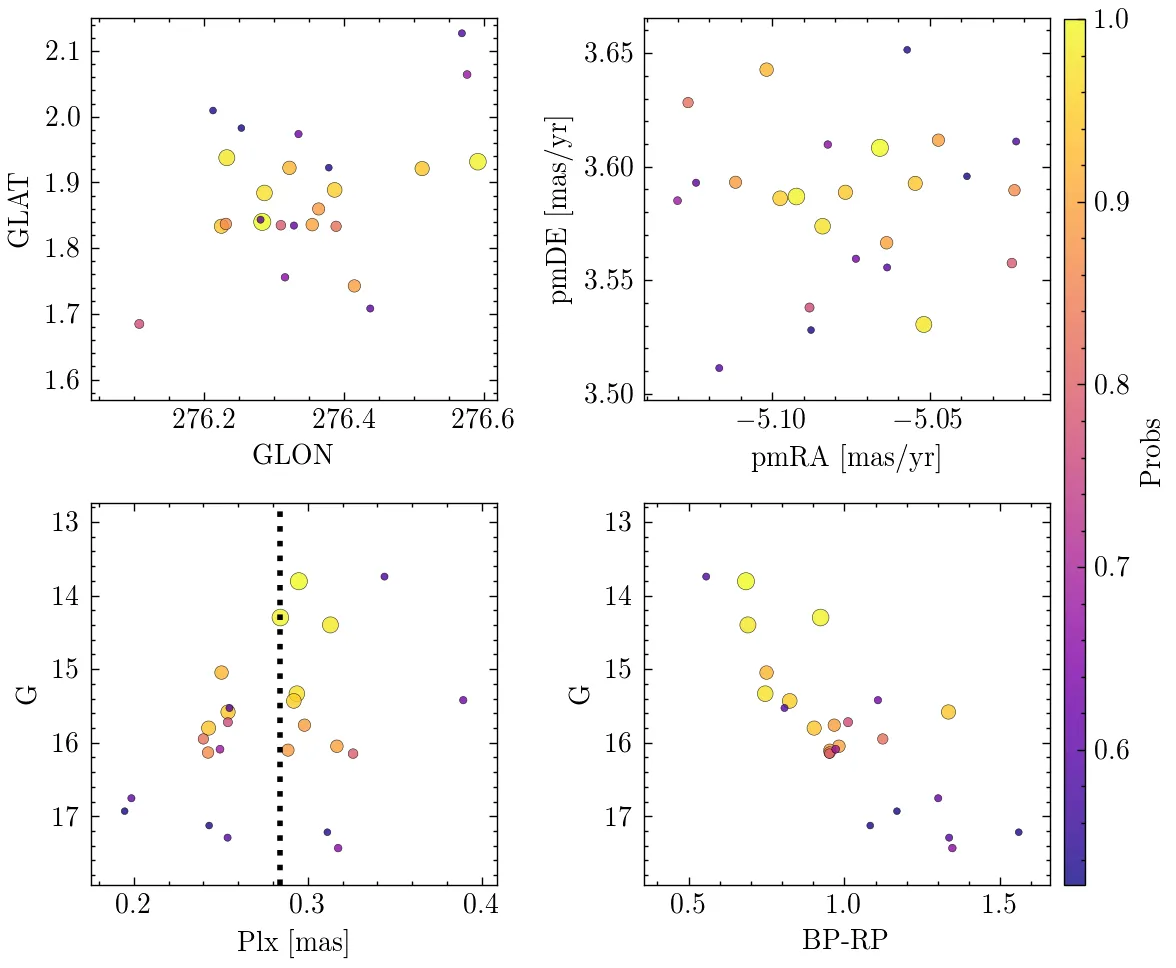 2.1
2.0
1.9
1.8
1.7
1.6
GLAT
276.2 276.4 276.6
GLON
3.65
3.60
3.55
3.50
pmDE [mas/yr]
−5.10 −5.05
pmRA [mas/yr]
13
14
15
16
17
G
0.2 0.3 0.4
Plx [mas]
13
14
15
16
17
G
0.5 1.0 1.5
BP-RP
1.0
0.9
0.8
0.7
0.6
Probs